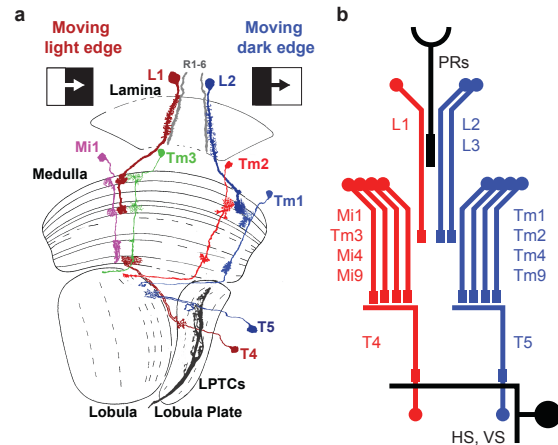 a
Moving
light edge
Moving
dark edge
L1
R1-6
L2
Lamina
Mi1
Tm3
Tm2
Medulla
Tm1
T5
T4
LPTCs
Lobula
Lobula Plate
b
PRs
L1
L2
L3
Mi1
Tm3
Mi4
Mi9
Tm1
Tm2
Tm4
Tm9
T4
T5
HS, VS